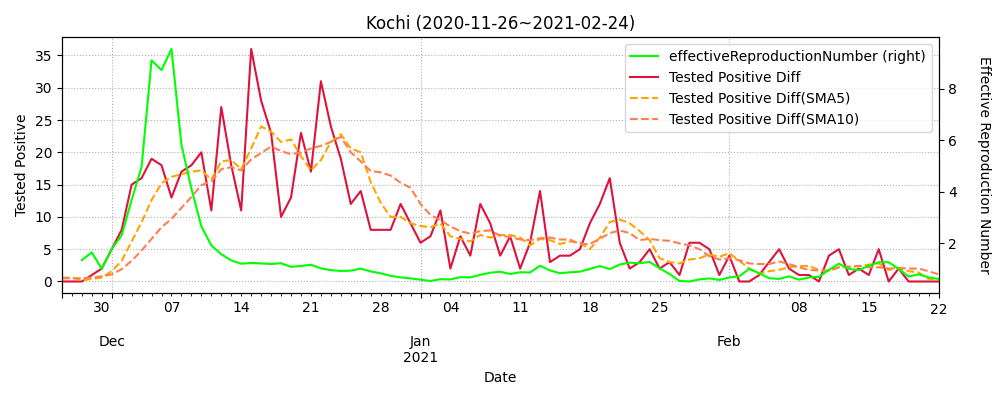 Kochi (2020-11-26~2021-02-24)
effectiveReproductionNumber (right)
Tested Positive Diff
Tested Positive Diff(SMA5)
Tested Positive Diff(SMA10)
Tested Positive
35
30
25
20
15
10
5
0
8
6
4
2
Effective Reproduction Number
30 07 14 21 28 04 11 18 25 08 15 22
Dec Jan Feb
2021
Date